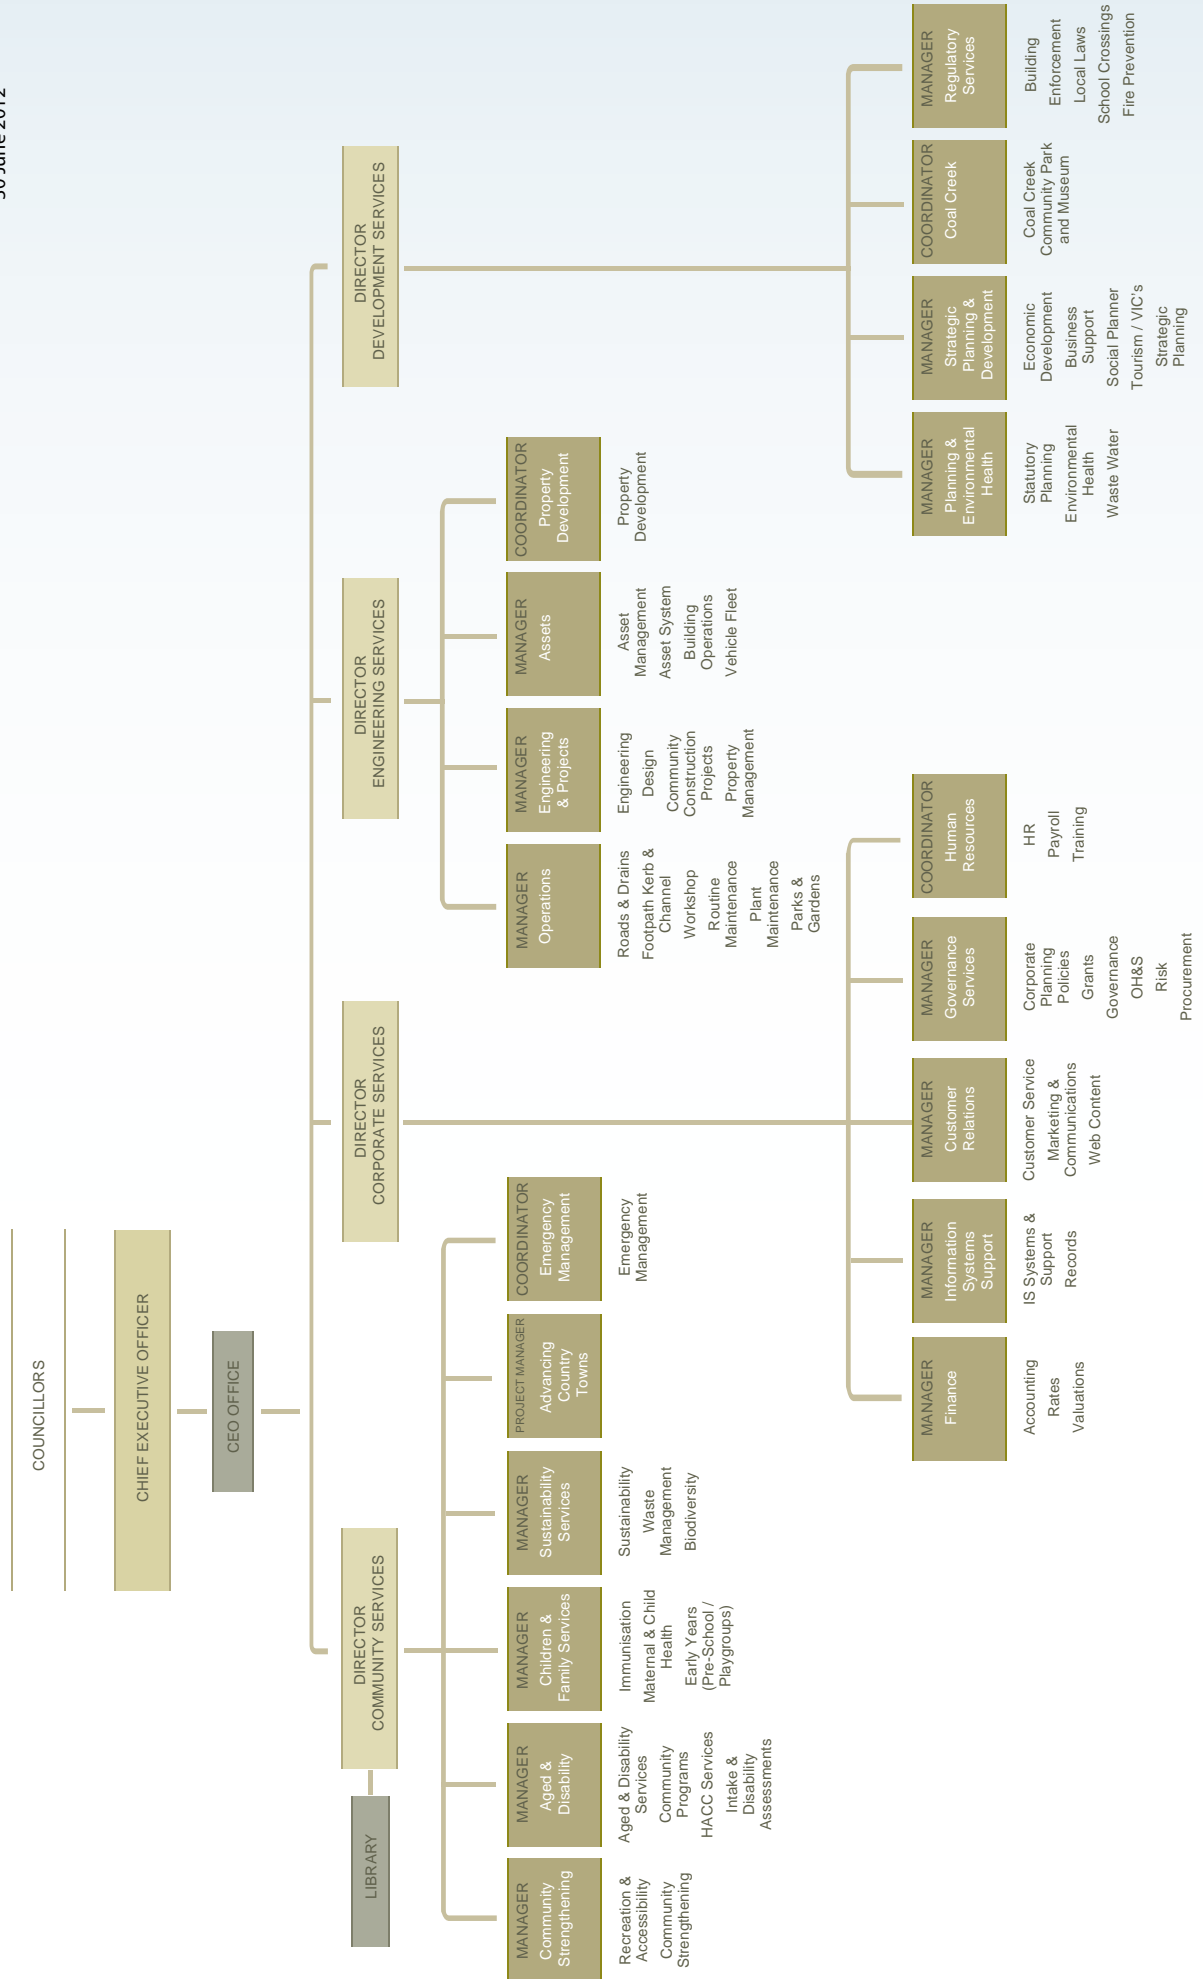 30 June 2012
COUNCILLORS
CHIEF EXECUTIVE OFFICER
CEO OFFICE
LIBRARY
DIRECTOR
COMMUNITY SERVICES
DIRECTOR
CORPORATE SERVICES
DIRECTOR
ENGINEERING SERVICES
DIRECTOR
DEVELOPMENT SERVICES
MANAGER
Community
Strengthening
Recreation &
Accessibility
Community
Strengthening
MANAGER
Aged &
Disability
Aged & Disability
Services
Community
Programs
HACC Services
Intake &
Disability
Assessments
MANAGER
Children &
Family Services
Immunisation
Maternal & Child
Health
Early Years
(Pre-School /
Playgroups)
MANAGER
Sustainability
Services
Sustainability
Waste
Management
Biodiversity
PROJECT MANAGER
Advancing
Country
Towns
COORDINATOR
Emergency
Management
Emergency
Management
MANAGER
Operations
Roads & Drains
Footpath Kerb &
Channel
Workshop
Routine
Maintenance
Plant
Maintenance
Parks &
Gardens
MANAGER
Engineering
& Projects
Engineering
Design
Community
Construction
Projects
Property
Management
MANAGER
Assets
Asset
Management
Asset System
Building
Operations
Vehicle Fleet
COORDINATOR
Property
Development
Property
Development
MANAGER
Finance
Accounting
Rates
Valuations
MANAGER
Information
Systems
Support
IS Systems &
Support
Records
MANAGER
Customer
Relations
Customer Service
Marketing &
Communications
Web Content
MANAGER
Governance
Services
Corporate
Planning
Policies
Grants
Governance
OH&S
Risk
Procurement
COORDINATOR
Human
Resources
HR
Payroll
Training
MANAGER
Planning &
Environmental
Health
Statutory
Planning
Environmental
Health
Waste Water
MANAGER
Strategic
Planning &
Development
Economic
Development
Business
Support
Social Planner
Tourism / VIC's
Strategic
Planning
COORDINATOR
Coal Creek
Coal Creek
Community Park
and Museum
MANAGER
Regulatory
Services
Building
Enforcement
Local Laws
School Crossings
Fire Prevention